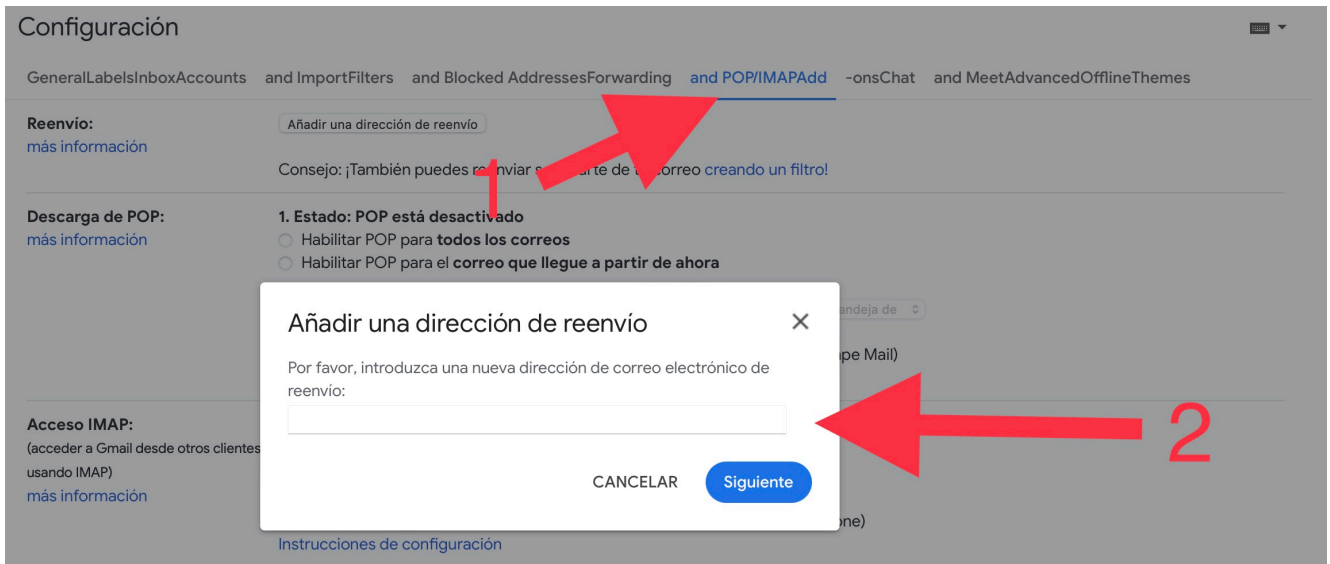 Configuración
GeneralLabelsInboxAccounts and ImportFilters and Blocked AddressesForwarding and POP/IMAPAdd -onsChat and MeetAdvancedOfflineThemes
Reenvío:
Añadir una dirección de reenvío
más información
1
Consejo: ¡También puedes reenviar de correo creando un filtro!
Descarga de POP:
1. Estado: POP está desactivado
más información
Habilitar POP para todos los correos
Habilitar POP para el correo que llegue a partir de ahora
andeja de
pe Mail)
Añadir una dirección de reenvío
Por favor, introduzca una nueva dirección de correo electrónico de
reenvío:
2
CANCELAR Siguiente
Acceso IMAP:
(acceder a Gmail desde otros clientes
usando IMAP)
más información
one)
Instrucciones de configuración